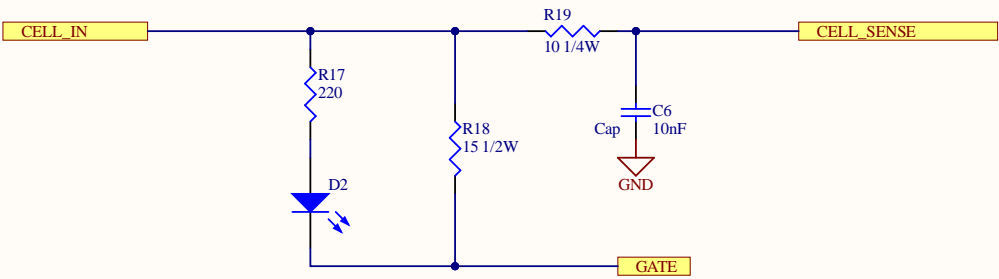 R19
CELL_IN
CELL_SENSE
10 1/4W
R17
220
C6
Cap
10nF
R18
15 1/2W
D2
GND
GATE